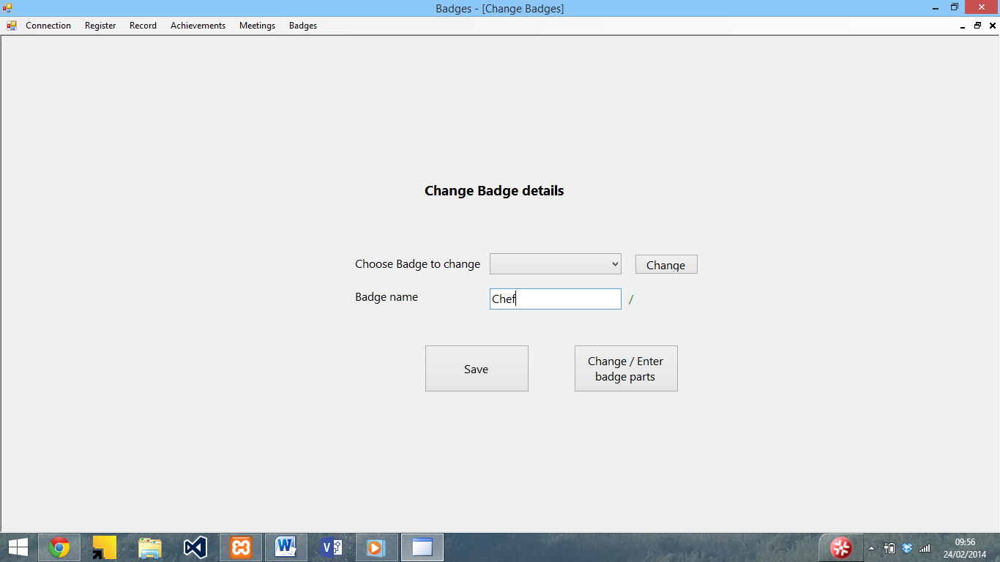 Badges - [Change Badges]
Connection Register Record Achievements Meetings Badges
Change Badge details
Choose Badge to change
Change
Badge name
Chef
/
Save
Change / Enter
badge parts
09:56
24/02/2014